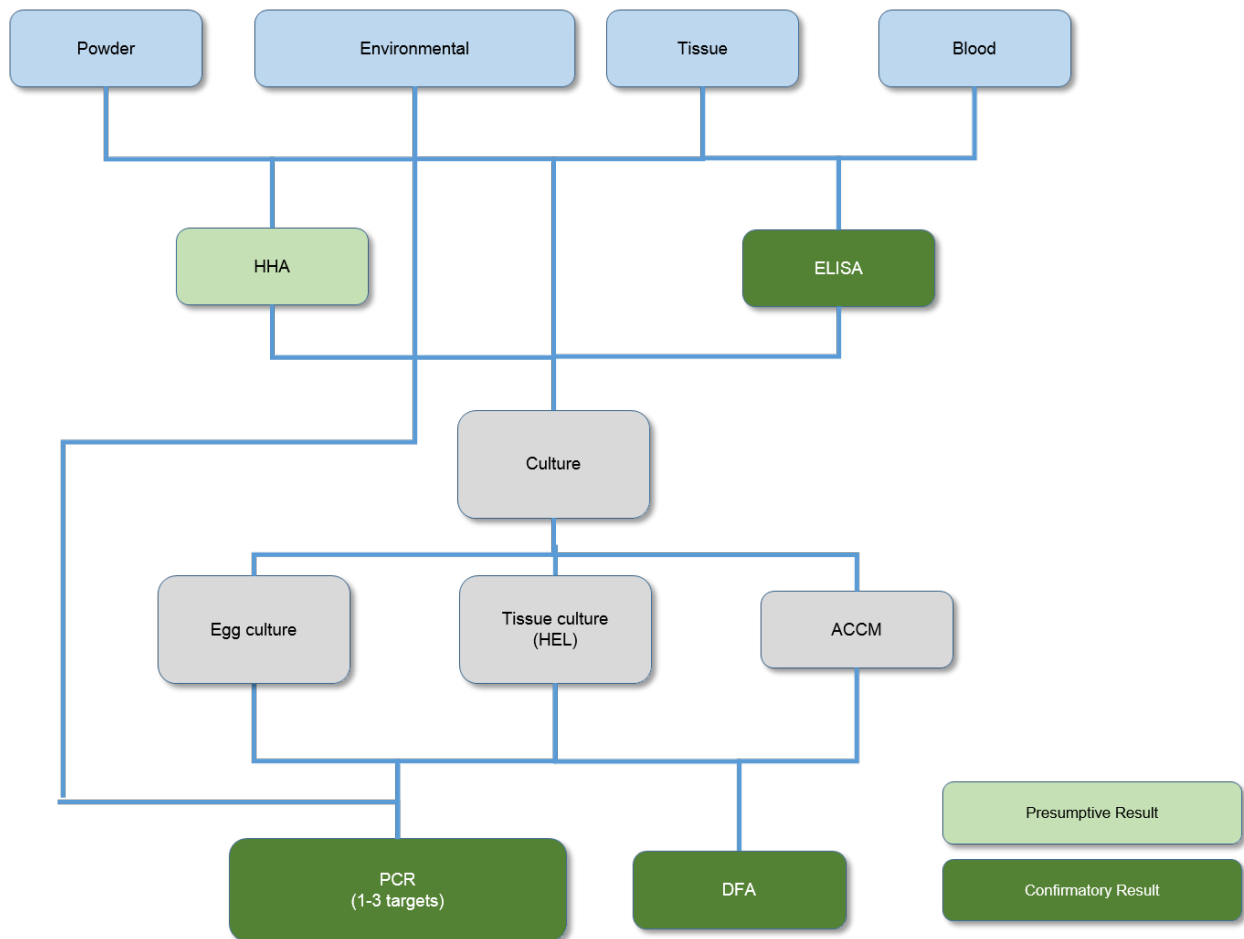 Powder
Environmental
Tissue
Blood
HHA
ELISA
Culture
Egg culture
Tissue culture
(HEL)
ACCM
Presumptive Result
PCR
(1-3 targets)
DFA
Confirmatory Result